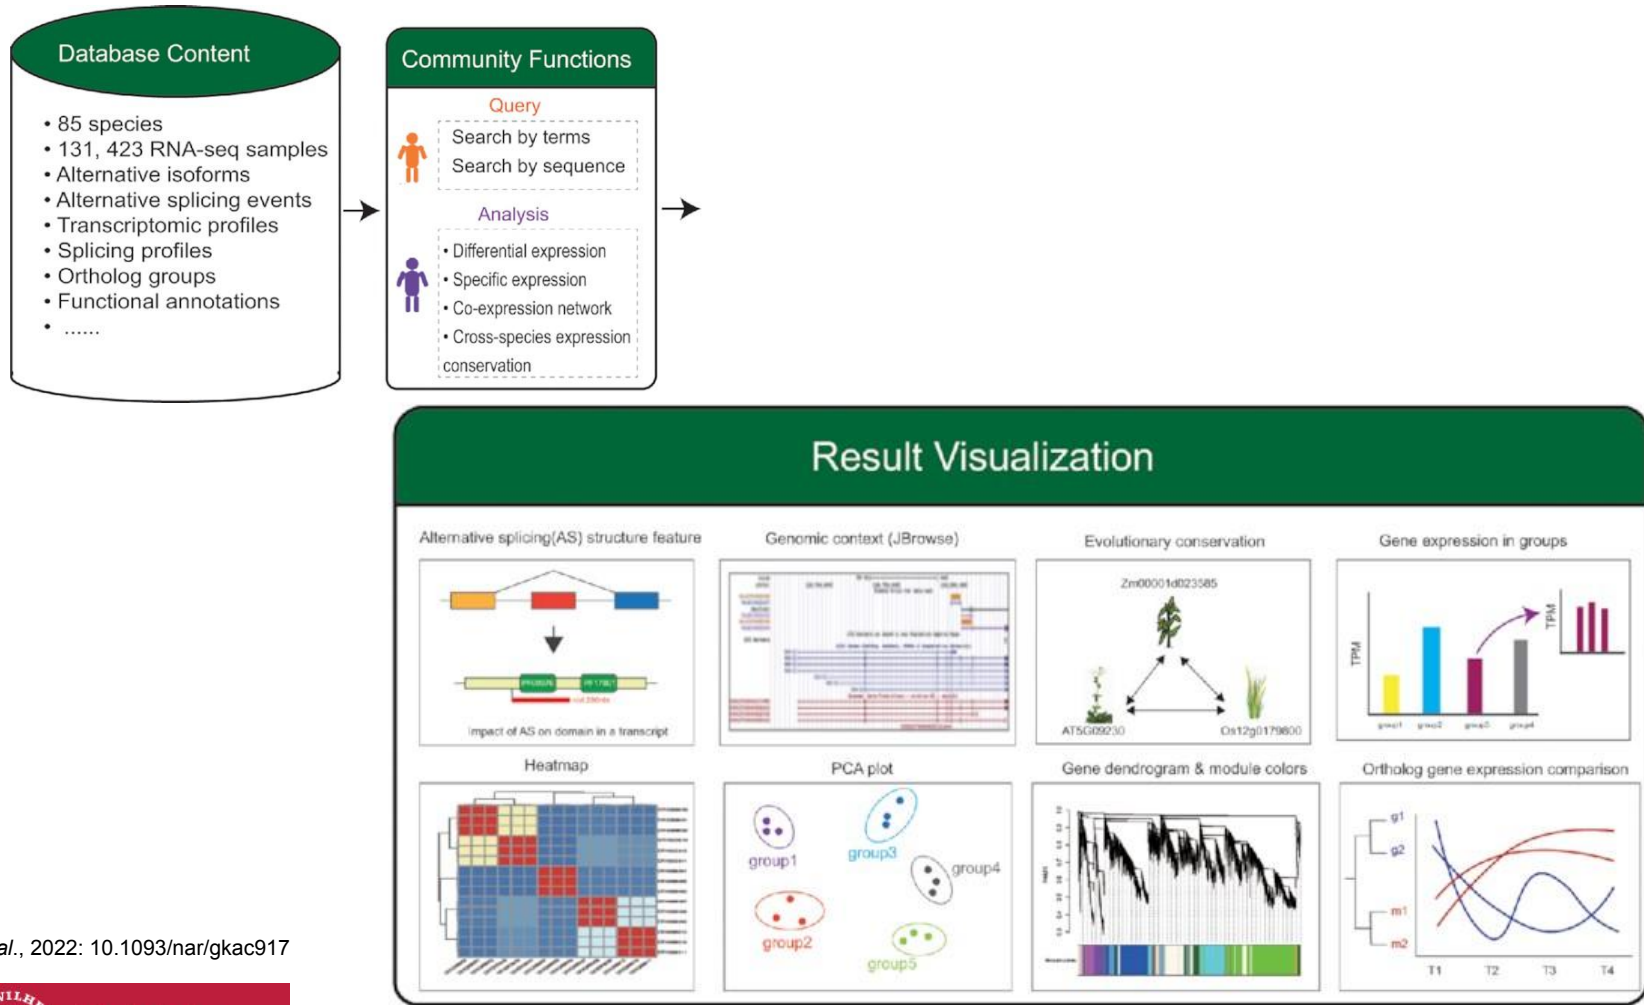 Database Content
• 85 species
• 131, 423 RNA-seq samples
• Alternative isoforms
• Alternative splicing events
• Transcriptomic profiles
• Splicing profiles
• Ortholog groups
• Functional annotations
• ......
Community Functions
Query
Search by terms
Search by sequence
Analysis
• Differential expression
• Specific expression
• Co-expression network
• Cross-species expression
conservation
Result Visualization
Alternative splicing(AS) structure feature
Impact of AS on domain in a transcript
Genomic context (JBrowse)
Evolutionary conservation
Zm00001d023585
AT5G09230
Os12g0179800
Gene expression in groups
TPM
TPM
group1 group2 group3 group4
Heatmap
PCA plot
group1
group3
group4
group2
group5
Gene dendrogram & module colors
Ortholog gene expression comparison
g1
g2
m1
m2
T1 T2 T3 T4
al., 2022: 10.1093/nar/gkac917